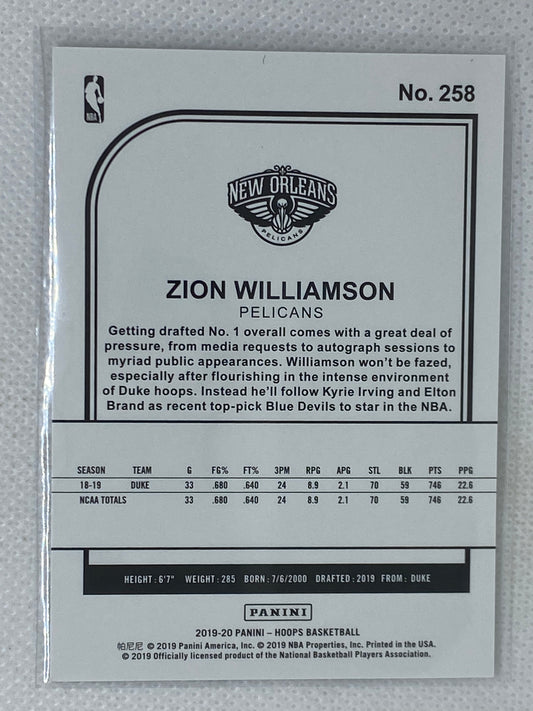 NBA
No. 258
NEW ORLEANS
PELICANS
ZION WILLIAMSON
PELICANS
Getting drafted No. 1 overall comes with a great deal of
pressure, from media requests to autograph sessions to
myriad public appearances. Williamson won't be fazed,
especially after flourishing in the intense environment
of Duke hoops. Instead he'll follow Kyrie Irving and Elton
Brand as recent top-pick Blue Devils to star in the NBA.
SEASON TEAM G FG% FT% 3PM RPG APG STL BLK PTS PPG
18-19 DUKE 33 .680 .640 24 8.9 2.1 70 59 746 22.6
NCAA TOTALS 33 .680 .640 24 8.9 2.1 70 59 746 22.6
HEIGHT: 6'7" WEIGHT: 285 BORN: 7/6/2000 DRAFTED: 2019 FROM: DUKE
PANINI
2019-20 PANINI – HOOPS BASKETBALL
帕尼尼 © 2019 Panini America, Inc. © 2019 NBA Properties, Inc. Printed in the USA.
© 2019 Officially licensed product of the National Basketball Players Association.